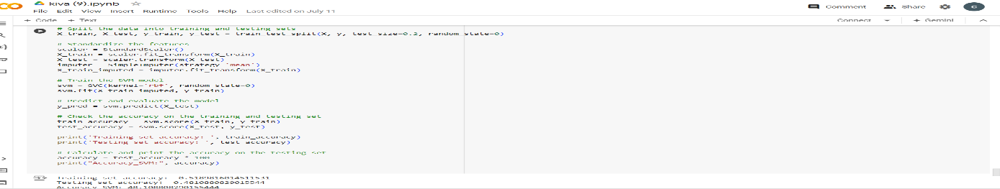 kiva (9).ipynb
File Edit View Insert Runtime Tools Help Last edited on July 11
Comment Share C
+ Code + Text
Connect Gemini
# Split the data into training and testing sets
X_train, X_test, y_train, y_test = train_test_split(X, y, test_size=0.2, random_state=0)
# Standardize the features
scaler = StandardScaler()
X_train = scaler.fit_transform(X_train)
X_test = scaler.transform(X_test)
imputer = SimpleImputer(strategy='mean')
X_train_imputed = imputer.fit_transform(X_train)
# Train the SVM model
svm = SVC(kernel='rbf', random_state=0)
svm.fit(X_train_imputed, y_train)
# Predict and evaluate the model
y_pred = svm.predict(X_test)
# Check the accuracy on the training and testing set
train_accuracy = svm.score(X_train, y_train)
test_accuracy = svm.score(X_test, y_test)
print('Training set accuracy: ', train_accuracy)
print('Testing set accuracy: ', test_accuracy)
# Calculate and print the accuracy on the testing set
accuracy = test_accuracy * 100
print("Accuracy_SVM:", accuracy)
Training set accuracy: 0.5189816014511531
Testing set accuracy: 0.4810880829015544
Accuracy_SVM: 48.10880829015544